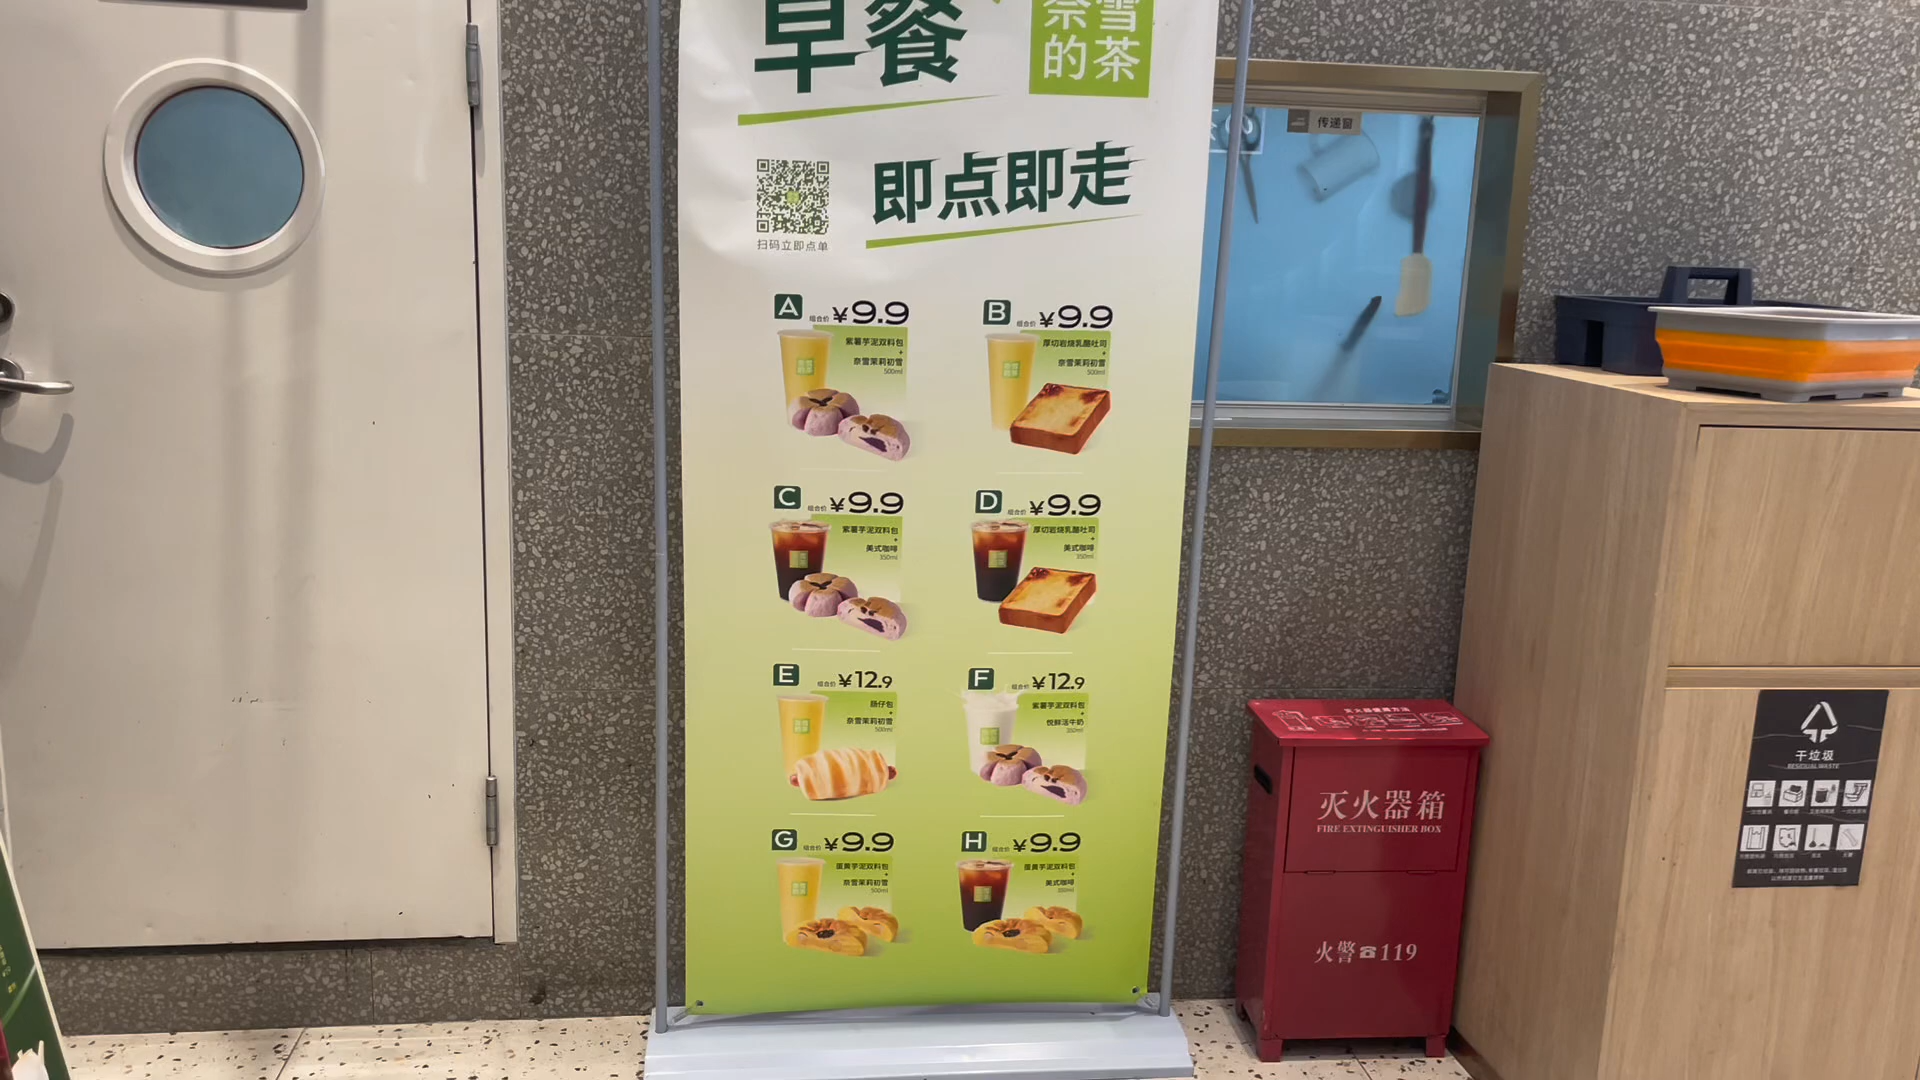 早餐
奈雪
的茶
即点即走
扫码立即点单
A
组合价 ¥9.9
紫薯芋泥双料包
+
奈雪茉莉初雪
500ml
B
组合价 ¥9.9
厚切岩烧乳酪吐司
+
奈雪茉莉初雪
500ml
C
组合价 ¥9.9
紫薯芋泥双料包
+
美式咖啡
350ml
D
组合价 ¥9.9
厚切岩烧乳酪吐司
+
美式咖啡
350ml
E
组合价 ¥12.9
肠仔包
+
奈雪茉莉初雪
500ml
F
组合价 ¥12.9
紫薯芋泥双料包
+
悦鲜活牛奶
350ml
G
组合价 ¥9.9
蛋黄芋泥双料包
+
奈雪茉莉初雪
500ml
H
组合价 ¥9.9
蛋黄芋泥双料包
+
美式咖啡
350ml
传递窗
灭火器使用方法
灭火器箱
FIRE EXTINGUISHER BOX
火警☎119
干垃圾
RESIDUAL WASTE